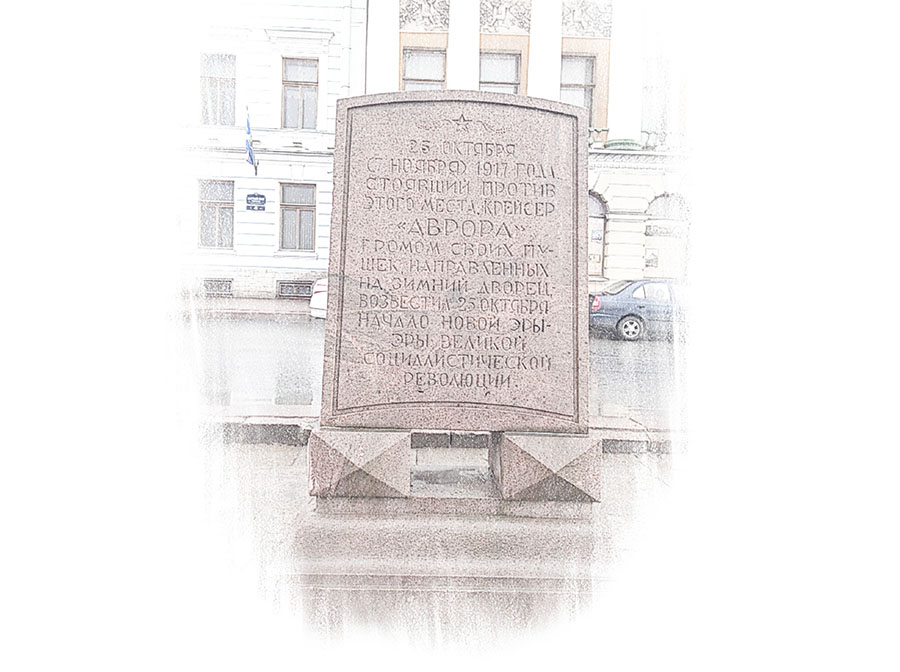 25 ОКТЯБРЯ
(7 НОЯБРЯ) 1917 ГОДА
СТОЯВШИЙ ПРОТИВ
ЭТОГО МЕСТА, КРЕЙСЕР
«АВРОРА»
ГРОМОМ СВОИХ ПУ-
ШЕК, НАПРАВЛЕННЫХ
НА ЗИМНИЙ ДВОРЕЦ,
ВОЗВЕСТИЛ 25 ОКТЯБРЯ
НАЧАЛО НОВОЙ ЭРЫ-
ЭРЫ ВЕЛИКОЙ
СОЦИАЛИСТИЧЕСКОЙ
РЕВОЛЮЦИИ.